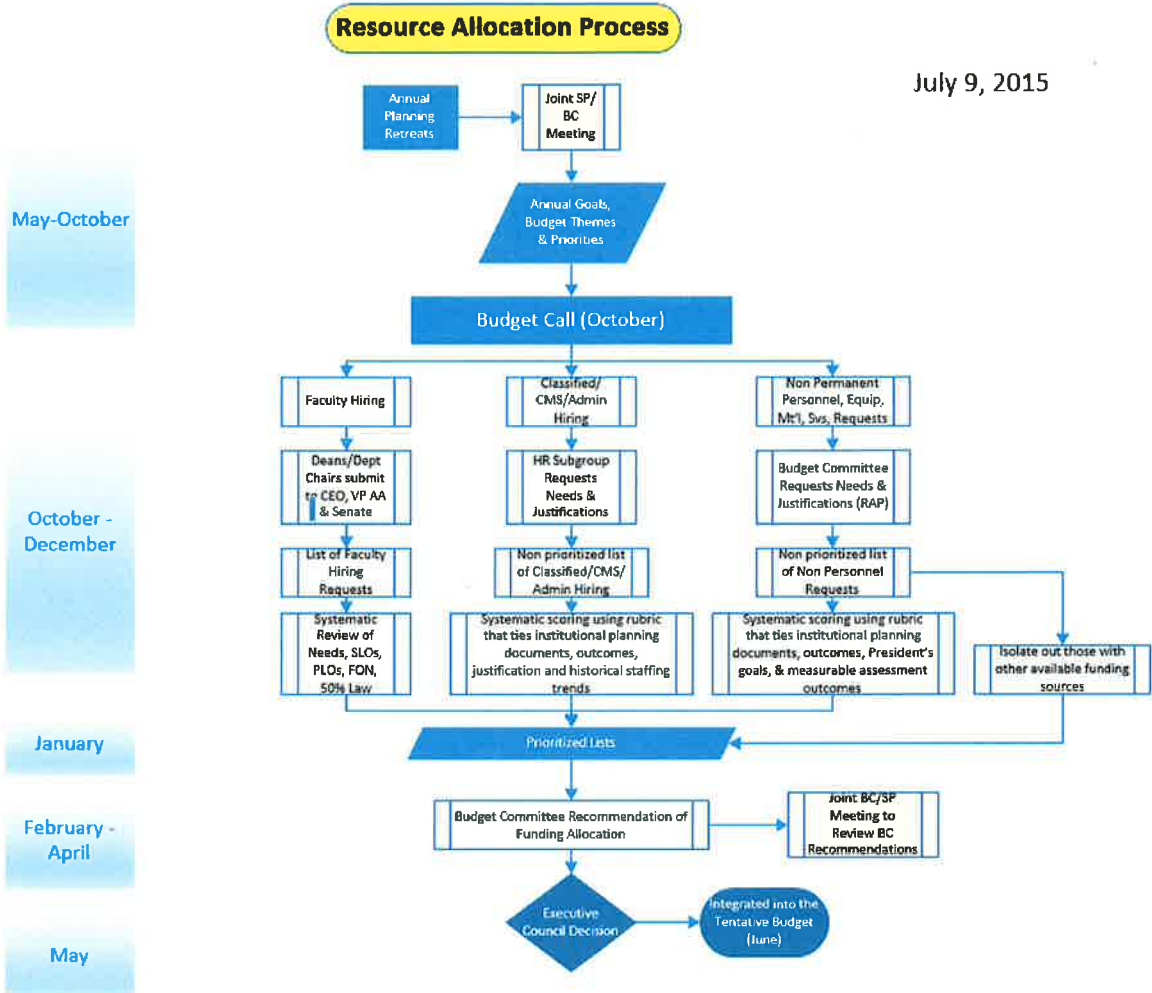 Resource Allocation Process
July 9, 2015
Annual
Planning
Retreats
Joint SP/
BC
Meeting
May-October
Annual Goals,
Budget Themes
& Priorities
Budget Call (October)
Faculty Hiring
Classified/
CMS/Admin
Hiring
Non Permanent
Personnel, Equip,
Mt'l, Svs, Requests
October -
December
Deans/Dept
Chairs submit
to CEO, VP AA
& Senate
HR Subgroup
Requests
Needs &
Justifications
Budget Committee
Requests Needs &
Justifications (RAP)
List of Faculty
Hiring
Requests
Non prioritized list
of Classified/CMS/
Admin Hiring
Non prioritized list
of Non Personnel
Requests
Systematic
Review of
Needs, SLOs,
PLOs, FON,
50% Law
Systematic scoring using rubric
that ties institutional planning
documents, outcomes,
justification and historical staffing
trends
Systematic scoring using rubric
that ties institutional planning
documents, outcomes, President's
goals, & measurable assessment
outcomes
Isolate out those with
other available funding
sources
January
Prioritized Lists
February -
April
Budget Committee Recommendation of
Funding Allocation
Joint BC/SP
Meeting to
Review BC
Recommendations
May
Executive
Council Decision
Integrated into the
Tentative Budget
(June)